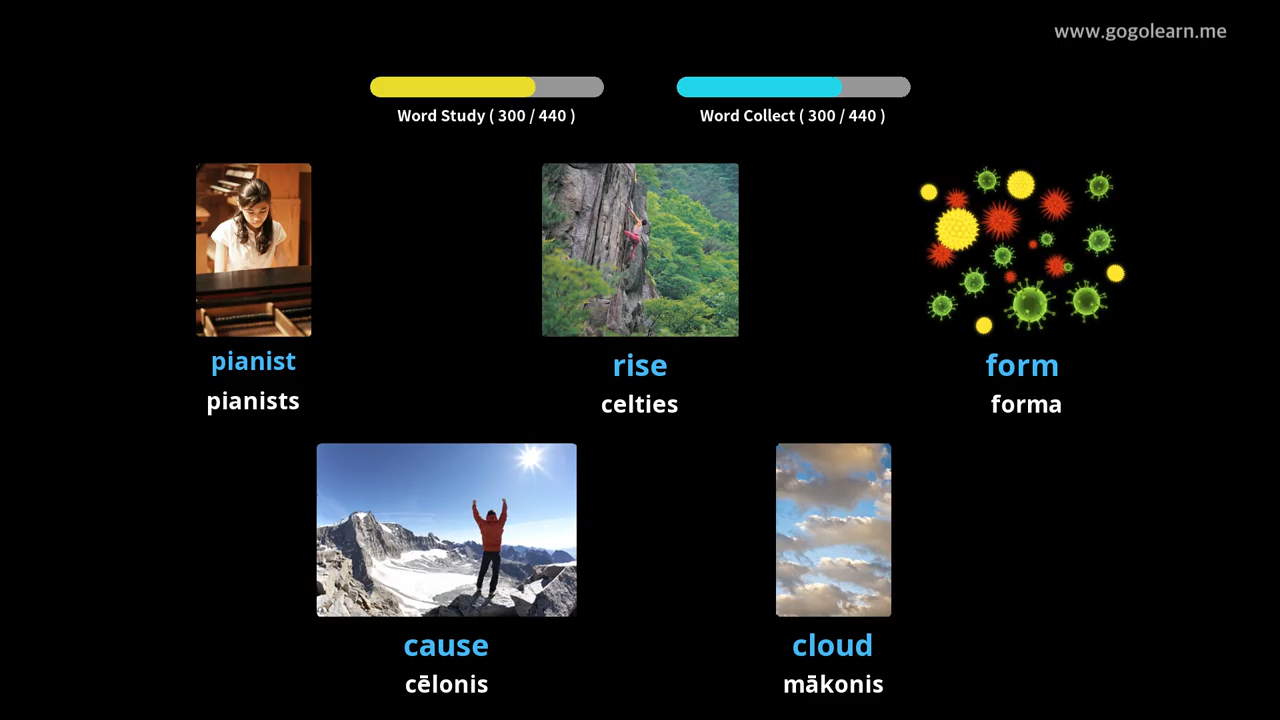 www.gogolearn.me
Word Study ( 300 / 440 )
Word Collect ( 300 / 440 )
pianist
pianists
rise
celties
form
forma
cause
cēlonis
cloud
mākonis